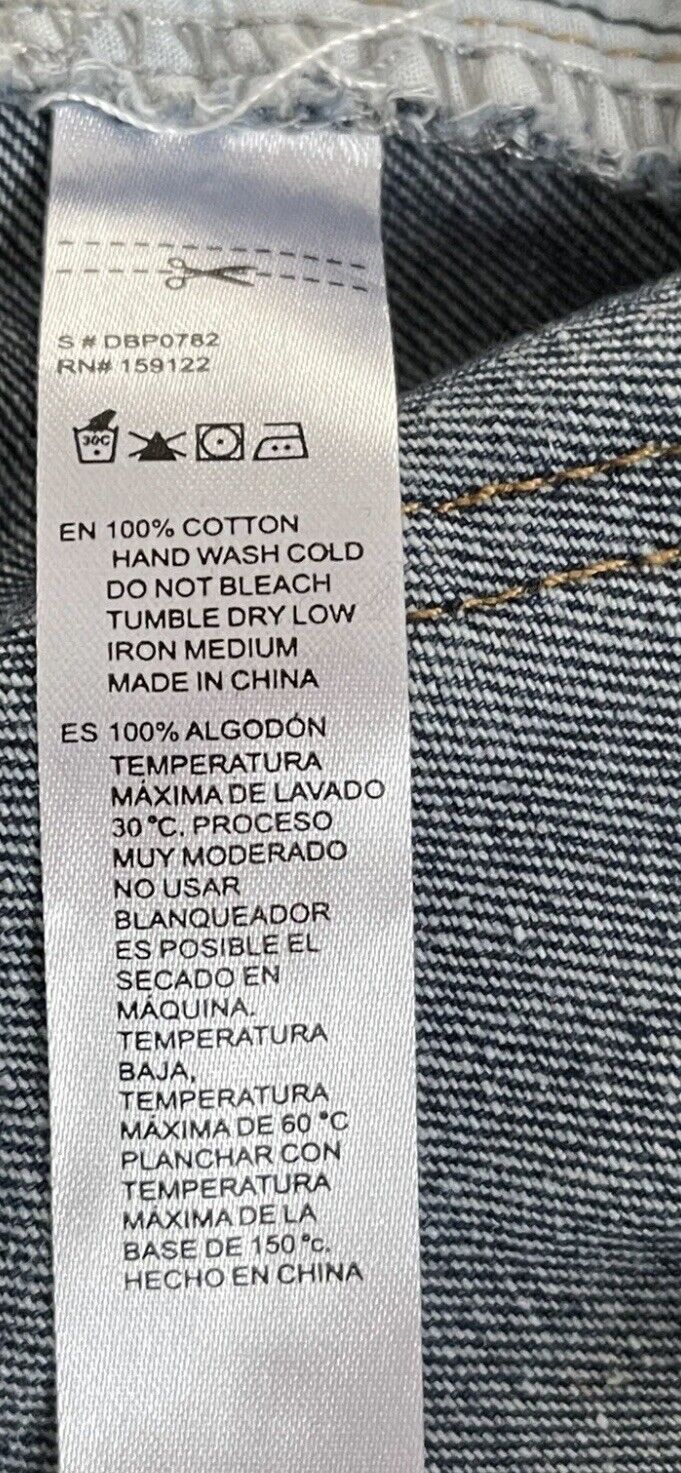 S # DBP0782
RN# 159122
30C
EN 100% COTTON
HAND WASH COLD
DO NOT BLEACH
TUMBLE DRY LOW
IRON MEDIUM
MADE IN CHINA
ES 100% ALGODÓN
TEMPERATURA
MÁXIMA DE LAVADO
30 °C. PROCESO
MUY MODERADO
NO USAR
BLANQUEADOR
ES POSIBLE EL
SECADO EN
MÁQUINA.
TEMPERATURA
BAJA,
TEMPERATURA
MÁXIMA DE 60 °C
PLANCHAR CON
TEMPERATURA
MÁXIMA DE LA
BASE DE 150 °c.
HECHO EN CHINA